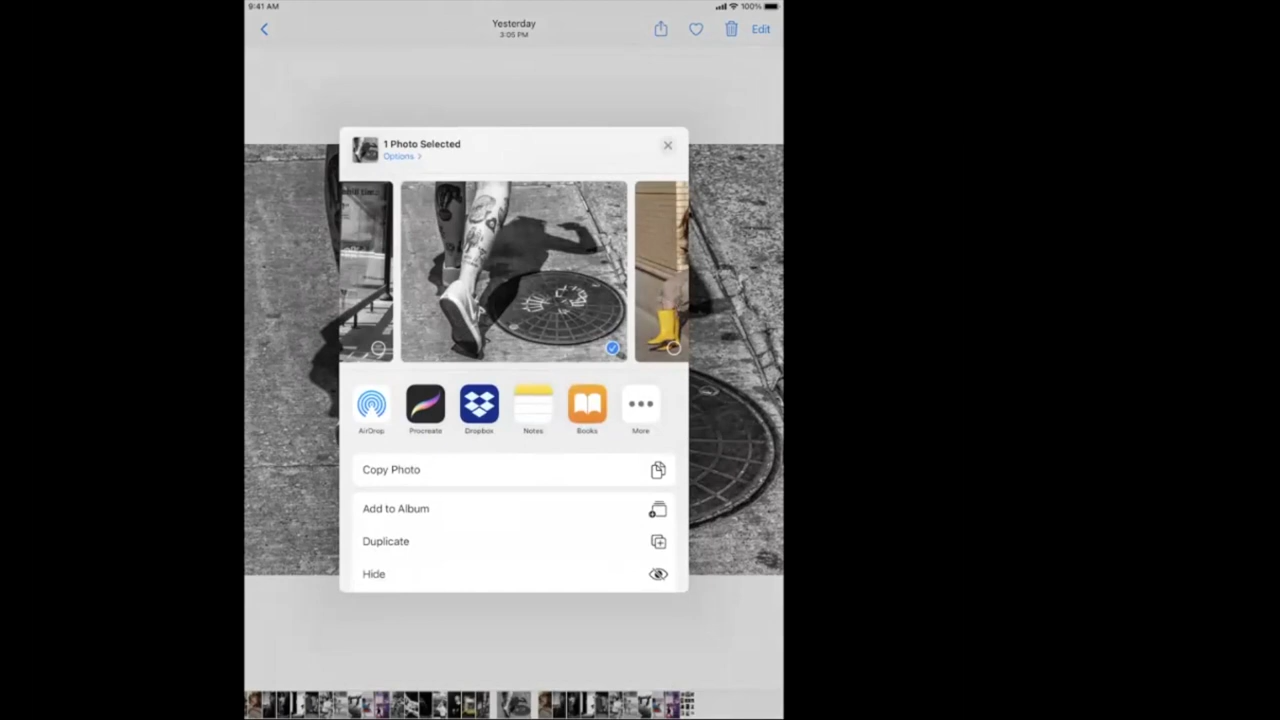 9:41 AM
100%
Yesterday
3:05 PM
Edit
1 Photo Selected
Options >
AirDrop
Procreate
Dropbox
Notes
Books
More
Copy Photo
Add to Album
Duplicate
Hide